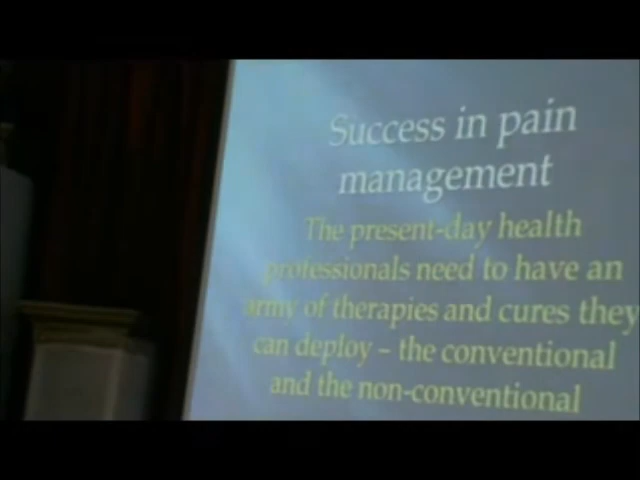 Success in pain
management
The present-day health
professionals need to have an
army of therapies and cures they
can deploy – the conventional
and the non-conventional